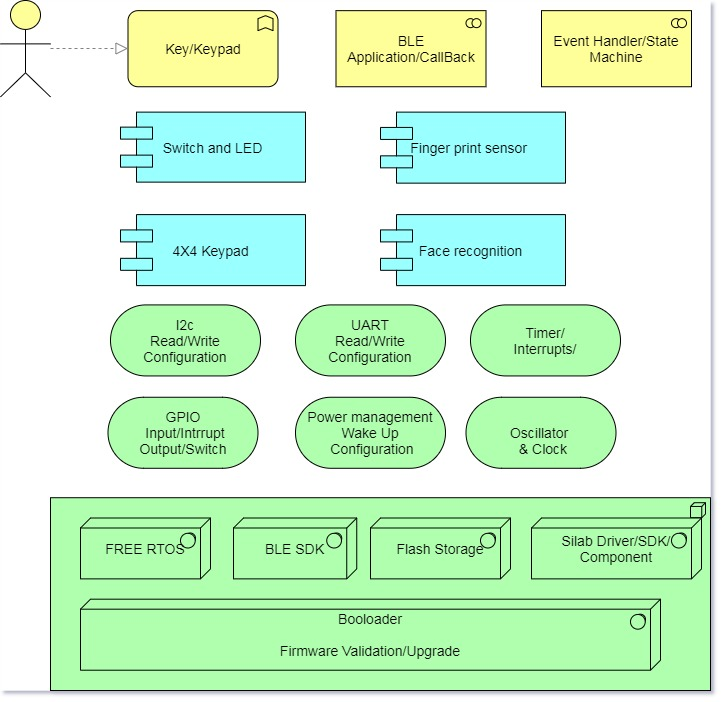 Key/Keypad
BLE
Application/CallBack
Event Handler/State
Machine
Switch and LED
Finger print sensor
4X4 Keypad
Face recognition
I2c
Read/Write
Configuration
UART
Read/Write
Configuration
Timer/
Interrupts/
GPIO
Input/Intrrupt
Output/Switch
Power management
Wake Up
Configuration
Oscillator
& Clock
FREE RTOS
BLE SDK
Flash Storage
Silab Driver/SDK/
Component
Booloader
Firmware Validation/Upgrade